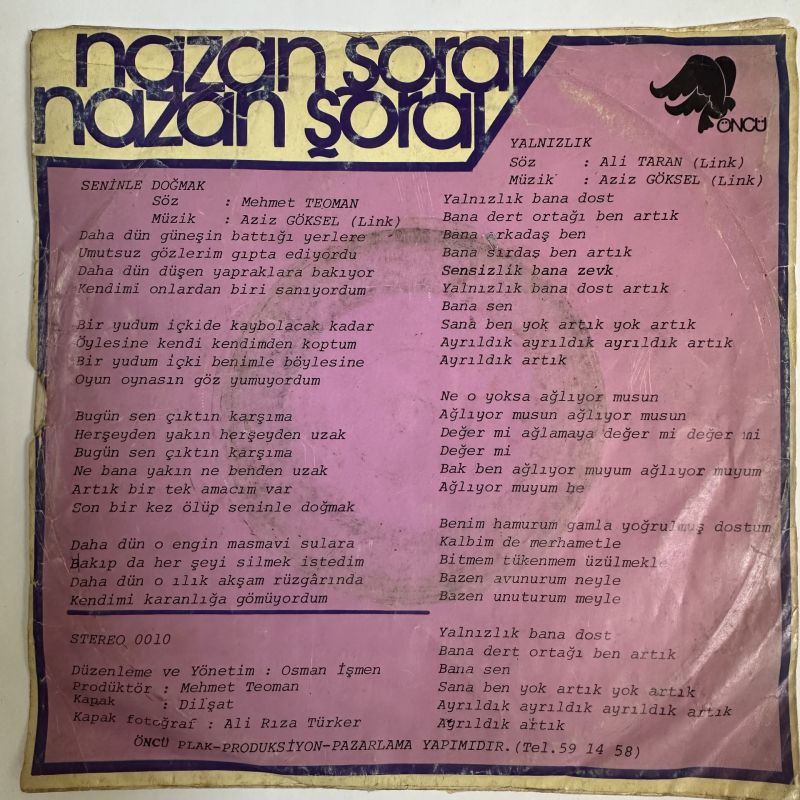 nazan şoray
nazan şoray
ÖNCÜ
SENİNLE DOĞMAK
Söz : Mehmet TEOMAN
Müzik : Aziz GÖKSEL (Link)
Daha dün güneşin battığı yerlere
Umutsuz gözlerim gıpta ediyordu
Daha dün düşen yapraklara bakıyor
Kendimi onlardan biri sanıyordum
Bir yudum içkide kaybolacak kadar
Öylesine kendi kendimden koptum
Bir yudum içki benimle böylesine
Oyun oynasın göz yumuyordum
Bugün sen çıktın karşıma
Herşeyden yakın herşeyden uzak
Bugün sen çıktın karşıma
Ne bana yakın ne benden uzak
Artık bir tek amacım var
Son bir kez ölüp seninle doğmak
Daha dün o engin masmavi sulara
Bakıp da her şeyi silmek istedim
Daha dün o ılık akşam rüzgârında
Kendimi karanlığa gömüyordum
STEREO 0010
Düzenleme ve Yönetim : Osman İşmen
Prodüktör : Mehmet Teoman
Kapak : Dilşat
Kapak fotoğraf : Ali Rıza Türker
YALNIZLIK
Söz : Ali TARAN (Link)
Müzik : Aziz GÖKSEL (Link)
Yalnızlık bana dost
Bana dert ortağı ben artık
Bana arkadaş ben
Bana sırdaş ben artık
Sensizlik bana zevk
Yalnızlık bana dost artık
Bana sen
Sana ben yok artık yok artık
Ayrıldık ayrıldık ayrıldık artık
Ayrıldık artık
Ne o yoksa ağlıyor musun
Ağlıyor musun ağlıyor musun
Değer mi ağlamaya değer mi değer mi
Değer mi
Bak ben ağlıyor muyum ağlıyor muyum
Ağlıyor muyum he
Benim hamurum gamla yoğrulmuş dostum
Kalbim de merhametle
Bitmem tükenmem üzülmekle
Bazen avunurum neyle
Bazen unuturum meyle
Yalnızlık bana dost
Bana dert ortağı ben artık
Bana sen
Sana ben yok artık yok artık
Ayrıldık ayrıldık ayrıldık artık
Ayrıldık artık
ÖNCÜ PLAK-PRODUKSİYON-PAZARLAMA YAPIMIDIR.(Tel.59 14 58)